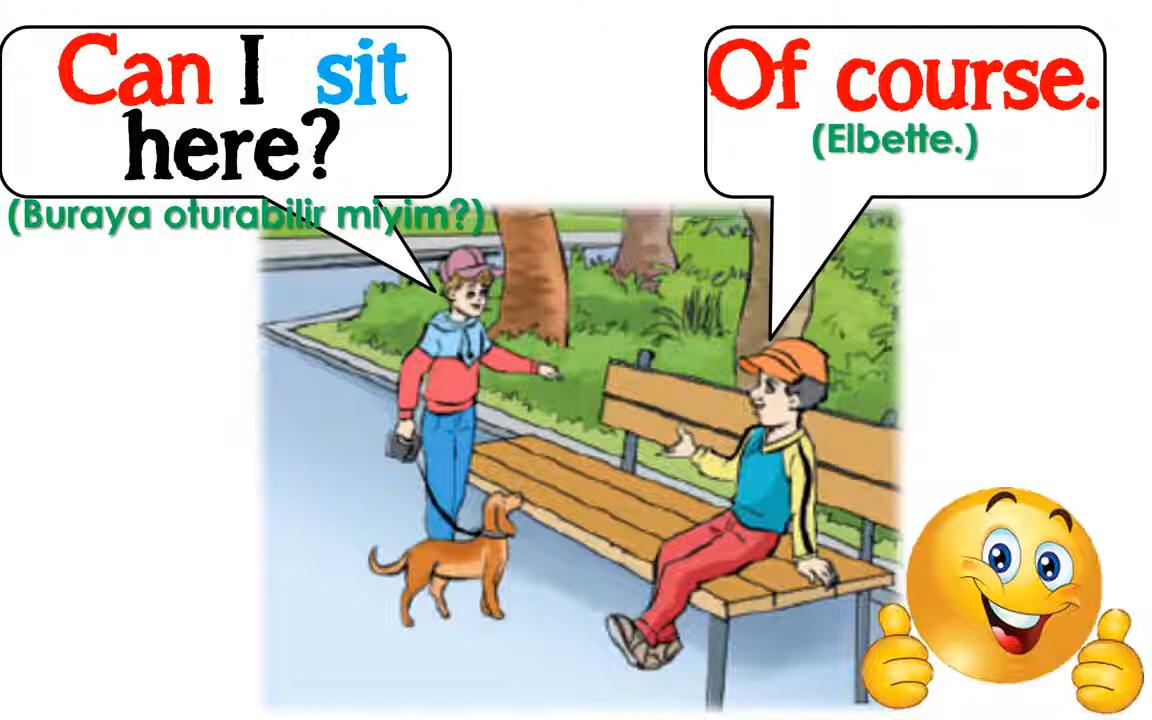 Can I sit
here?
(Buraya oturabilir miyim?)
Of course.
(Elbette.)